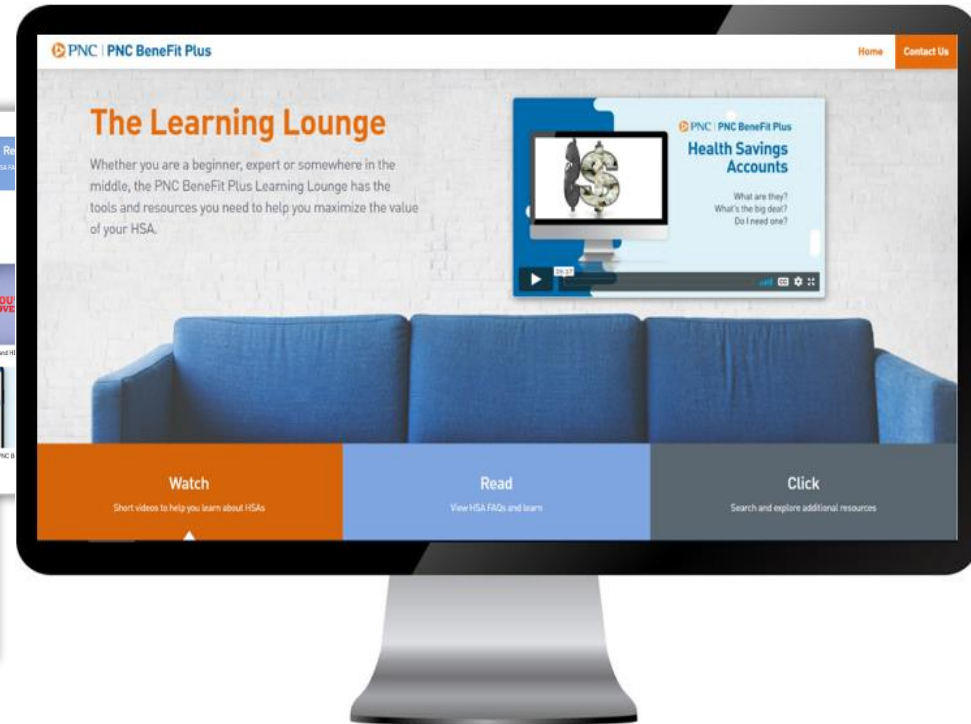 PNC | PNC BeneFit Plus
Home
Contact Us
The Learning Lounge
Whether you are a beginner, expert or somewhere in the
middle, the PNC BeneFit Plus Learning Lounge has the
tools and resources you need to help you maximize the value
of your HSA.
PNC | PNC BeneFit Plus
Health Savings
Accounts
What are they?
What's the big deal?
Do I need one?
CC
Watch
Short videos to help you learn about HSAs
Read
View HSA FAQs and learn
Click
Search and explore additional resources